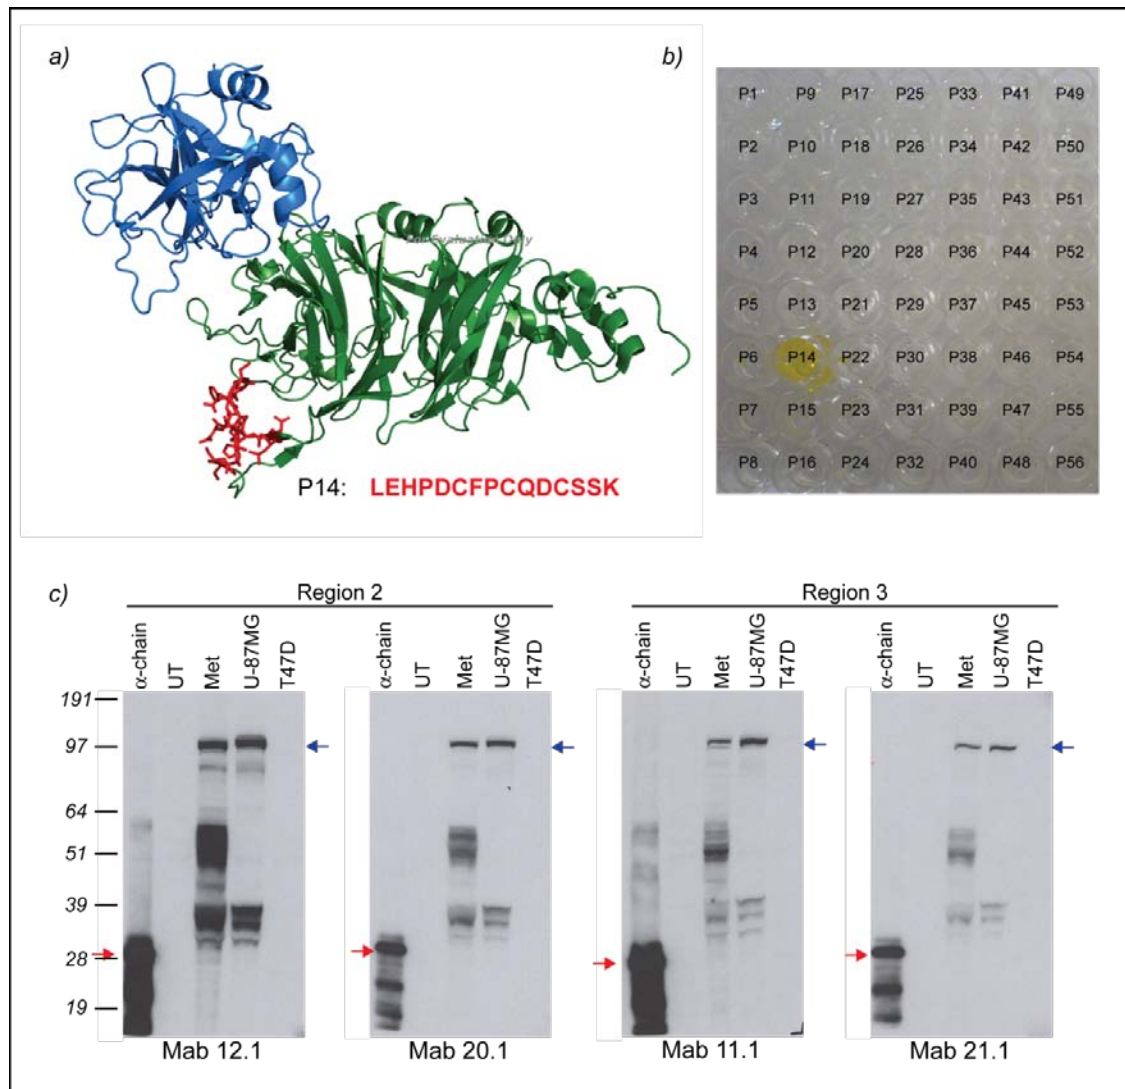 a)
b)
For Evaluation Only
P14: LEHPDCFPCQDCSSK
P1 P9 P17 P25 P33 P41 P49
P2 P10 P18 P26 P34 P42 P50
P3 P11 P19 P27 P35 P43 P51
P4 P12 P20 P28 P36 P44 P52
P5 P13 P21 P29 P37 P45 P53
P6 P14 P22 P30 P38 P46 P54
P7 P15 P23 P31 P39 P47 P55
P8 P16 P24 P32 P40 P48 P56
c)
Region 2
Region 3
α-chain UT Met U-87MG T47D
α-chain UT Met U-87MG T47D
α-chain UT Met U-87MG T47D
α-chain UT Met U-87MG T47D
191
97
64
51
39
28
19
Mab 12.1
Mab 20.1
Mab 11.1
Mab 21.1